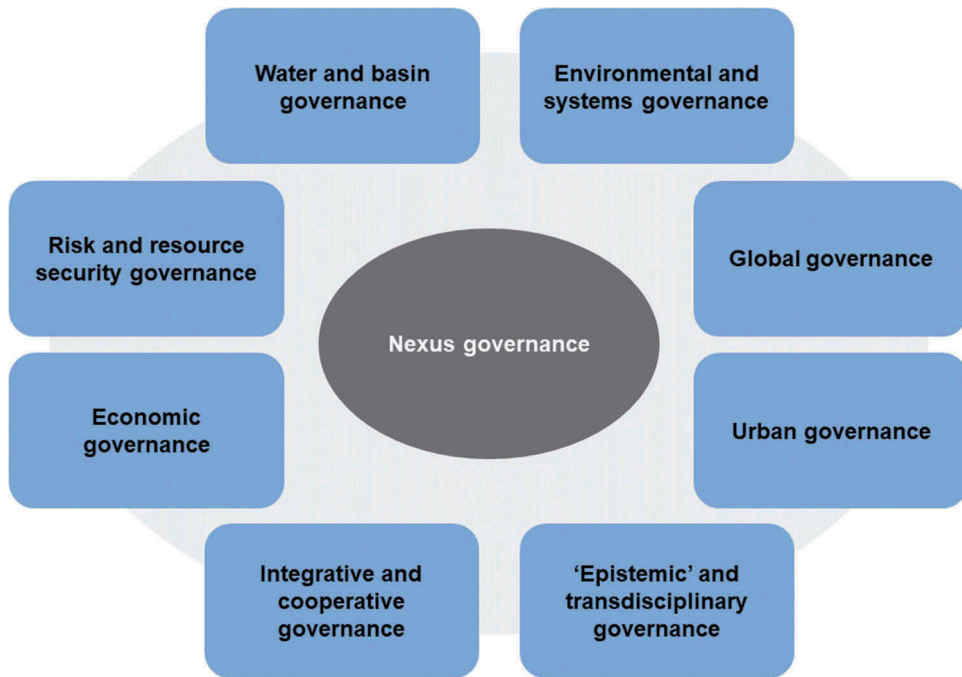 Water and basin
governance
Environmental and
systems governance
Risk and resource
security governance
Global governance
Nexus governance
Economic
governance
Urban governance
Integrative and
cooperative
governance
‘Epistemic’ and
transdisciplinary
governance